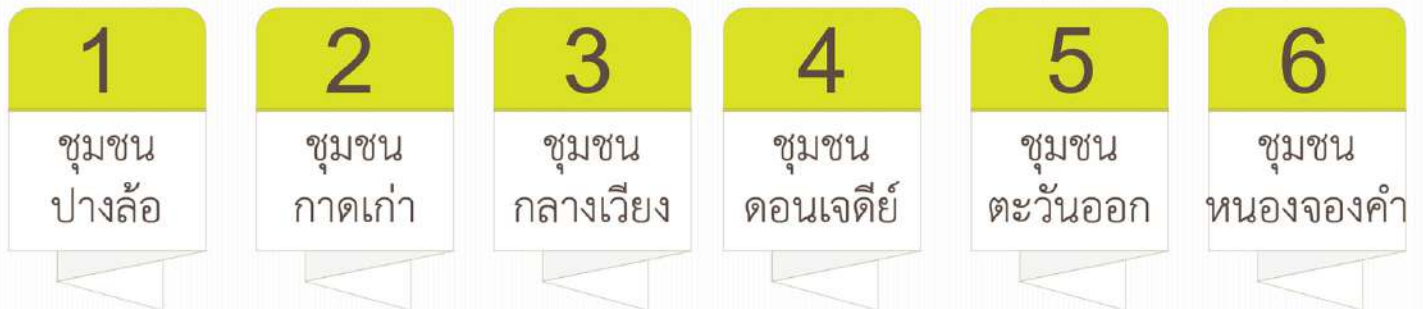 1
ชุมชน
ปางล้อ
2
ชุมชน
กาดเก่า
3
ชุมชน
กลางเวียง
4
ชุมชน
ดอนเจดีย์
5
ชุมชน
ตะวันออก
6
ชุมชน
หนองจองคำ